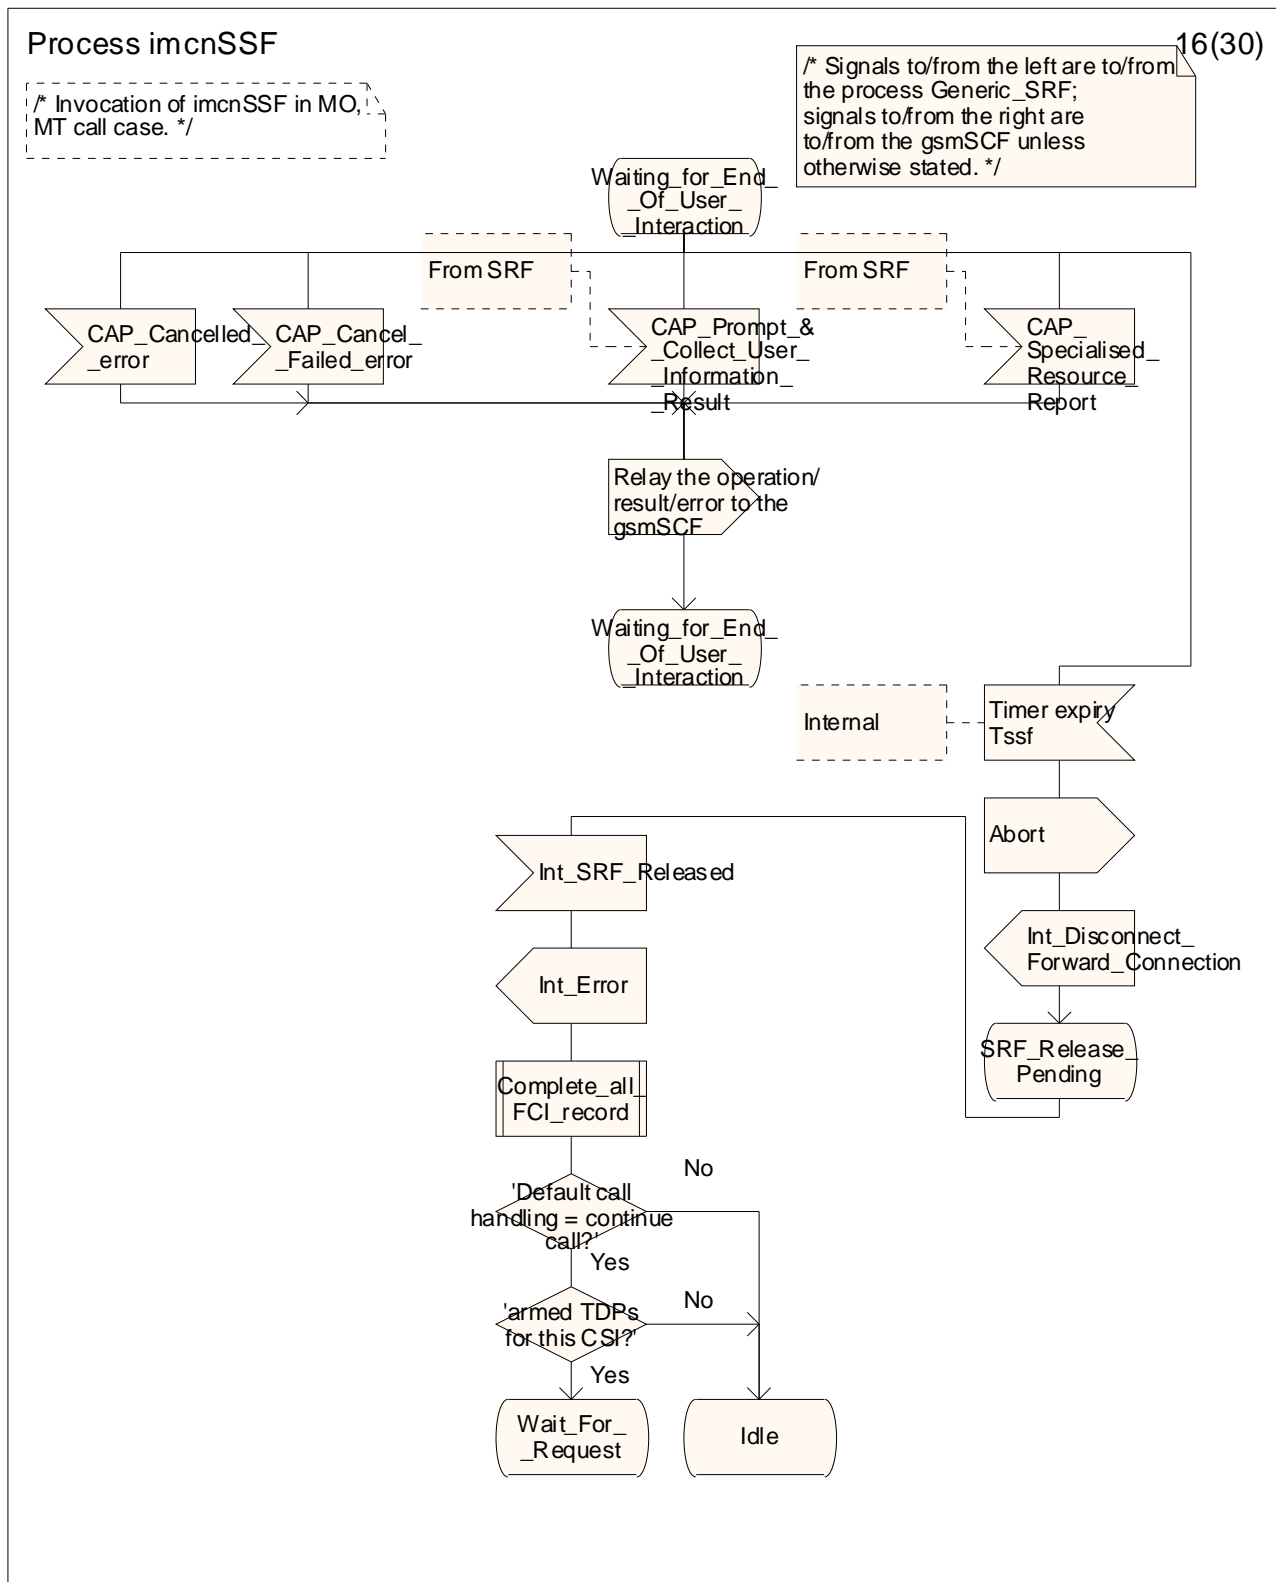 Process imcnSSF
16(30)
/* Invocation of imcnSSF in MO,
MT call case. */
/* Signals to/from the left are to/from
the process Generic_SRF;
signals to/from the right are
to/from the gsmSCF unless
otherwise stated. */
Waiting_for_End_
_Of_User_
_Interaction
From SRF
From SRF
CAP_Cancelled_
_error
CAP_Cancel_
_Failed_error
CAP_Prompt_&
_Collect_User_
_Information_
_Result
CAP_
Specialised_
Resource_
Report
Relay the operation/
result/error to the
gsmSCF
Waiting_for_End_
_Of_User_
_Interaction
Internal
Timer expiry
Tssf
Abort
Int_SRF_Released
Int_Disconnect_
Forward_Connection
Int_Error
SRF_Release_
Pending
Complete_all_
FCI_record
No
'Default call
handling = continue
call?'
Yes
No
'armed TDPs
for this CSI?'
Yes
Wait_For_
_Request
Idle